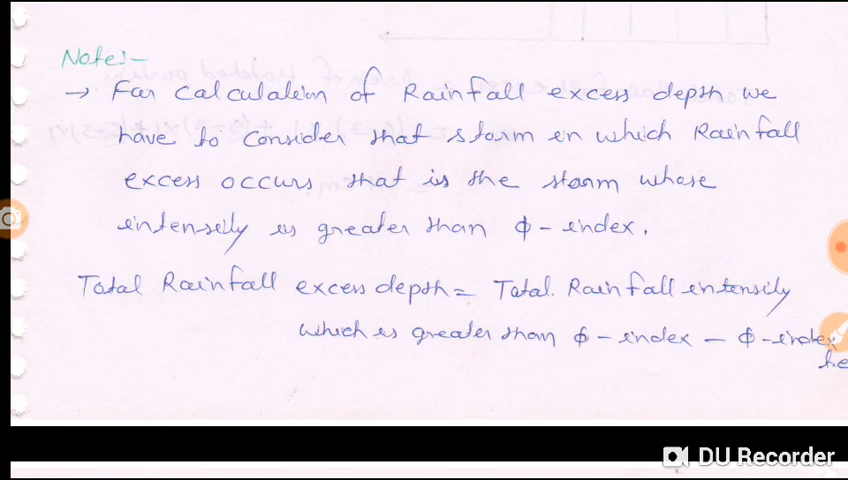 Note:-
→ For calculation of Rainfall excess depth we
have to consider that storm in which Rainfall
excess occurs that is the storm whose
intensity is greater than ϕ - index.
Total Rainfall excess depth = Total. Rainfall intensity
which is greater than ϕ - index - ϕ-index
te
DU Recorder